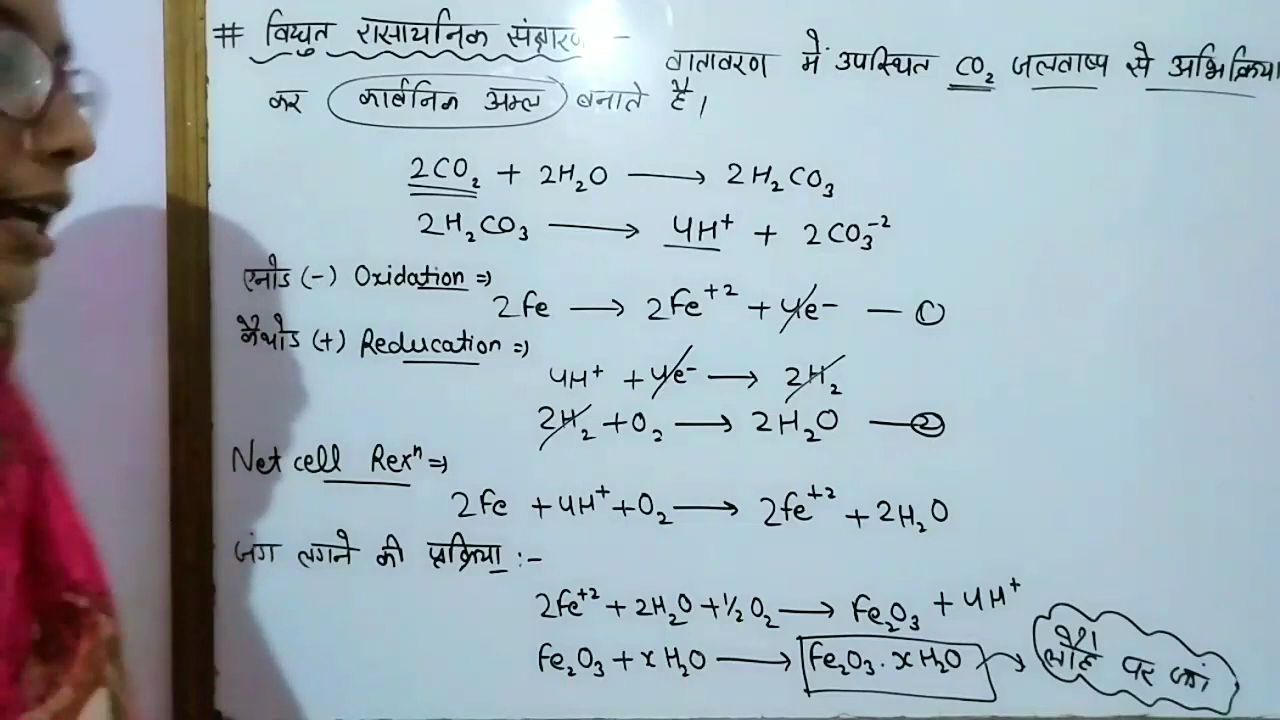 # विद्युत रासायनिक संक्षारण :- वातावरण में उपस्थित CO₂ जलवाष्प से अभिक्रिया
कर कार्बनिक अम्ल बनाते है।
2CO₂ + 2H₂O ⟶ 2H₂CO₃
2H₂CO₃ ⟶ 4H⁺ + 2CO₃⁻²
एनोड (-) Oxidation ⇒
2Fe ⟶ 2Fe⁺² + 4e⁻ — ①
कैथोड (+) Reducation ⇒
4H⁺ + 4e⁻ ⟶ 2H₂
2H₂ + O₂ ⟶ 2H₂O — ②
Net cell Rexⁿ ⇒
2Fe + 4H⁺ + O₂ ⟶ 2Fe⁺² + 2H₂O
जंग लगने की प्रक्रिया :-
2Fe⁺² + 2H₂O + ½O₂ ⟶ Fe₂O₃ + 4H⁺
Fe₂O₃ + xH₂O ⟶ Fe₂O₃.xH₂O → लोहे पर जंग